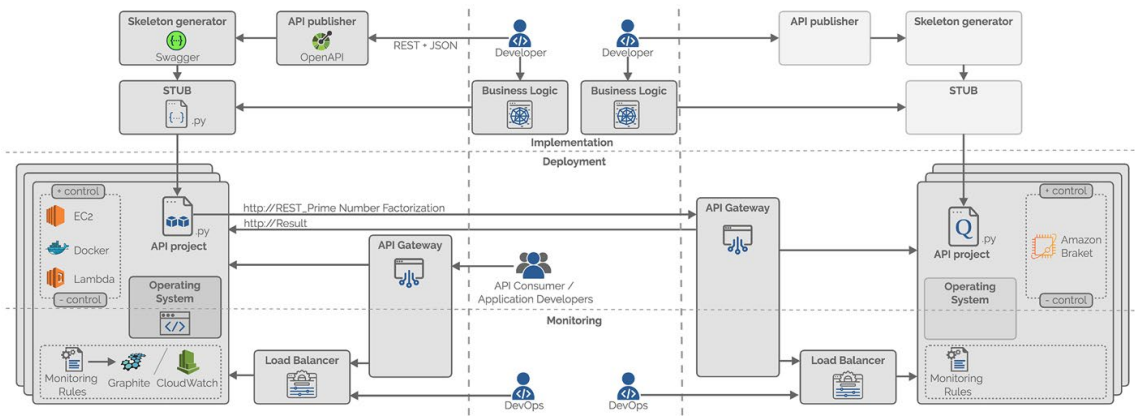 Skeleton generator
Swagger
API publisher
OpenAPI
REST + JSON
Developer
Developer
API publisher
Skeleton generator
STUB
.py
Business Logic
Business Logic
STUB
Implementation
Deployment
+ control
EC2
Docker
Lambda
- control
.py
API project
Operating
System
http://REST_Prime Number Factorization
http://Result
API Gateway
API Consumer /
Application Developers
API Gateway
.py
API project
Operating
System
+ control
Amazon
Braket
- control
Monitoring
Monitoring
Rules
Graphite
CloudWatch
Load Balancer
DevOps
DevOps
Load Balancer
Monitoring
Rules